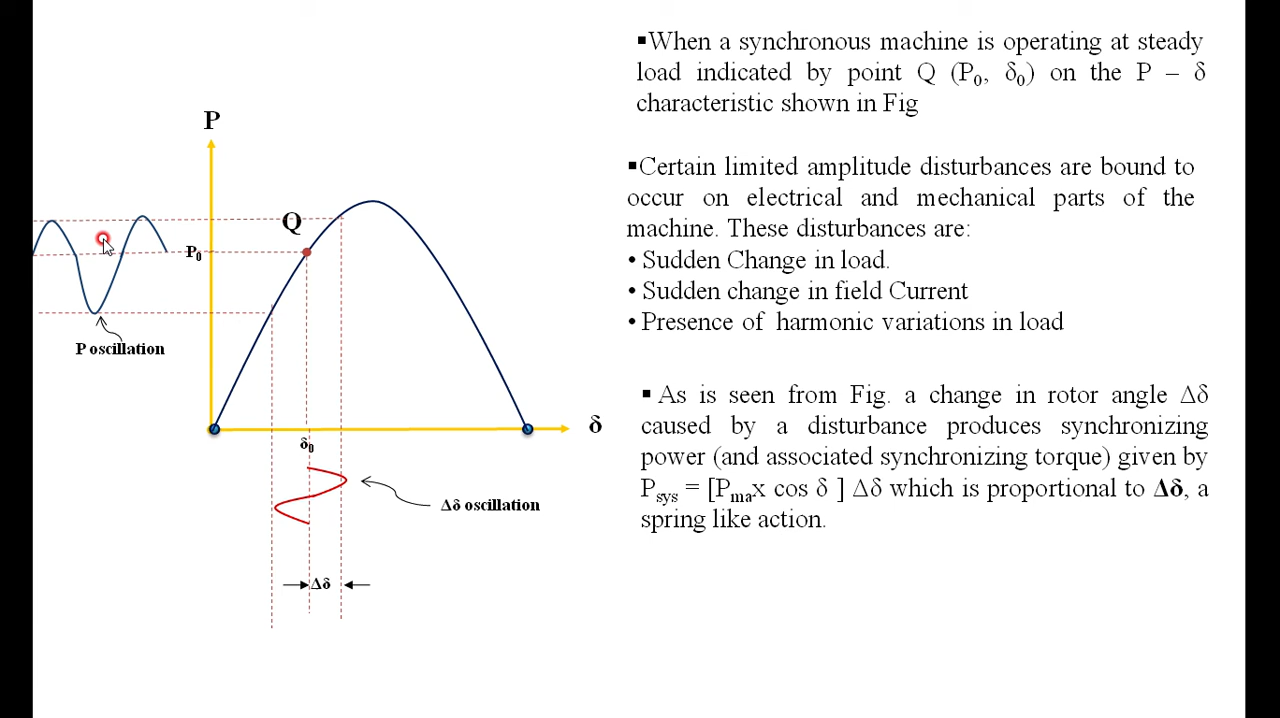 ▪When a synchronous machine is operating at steady
load indicated by point Q (P₀, δ₀) on the P – δ
characteristic shown in Fig
P
▪Certain limited amplitude disturbances are bound to
occur on electrical and mechanical parts of the
machine. These disturbances are:
• Sudden Change in load.
• Sudden change in field Current
• Presence of harmonic variations in load
Q
P₀
P oscillation
▪ As is seen from Fig. a change in rotor angle Δδ
caused by a disturbance produces synchronizing
power (and associated synchronizing torque) given by
Psys = [Pmax cos δ ] Δδ which is proportional to Δδ, a
spring like action.
δ
δ₀
Δδ oscillation
Δδ